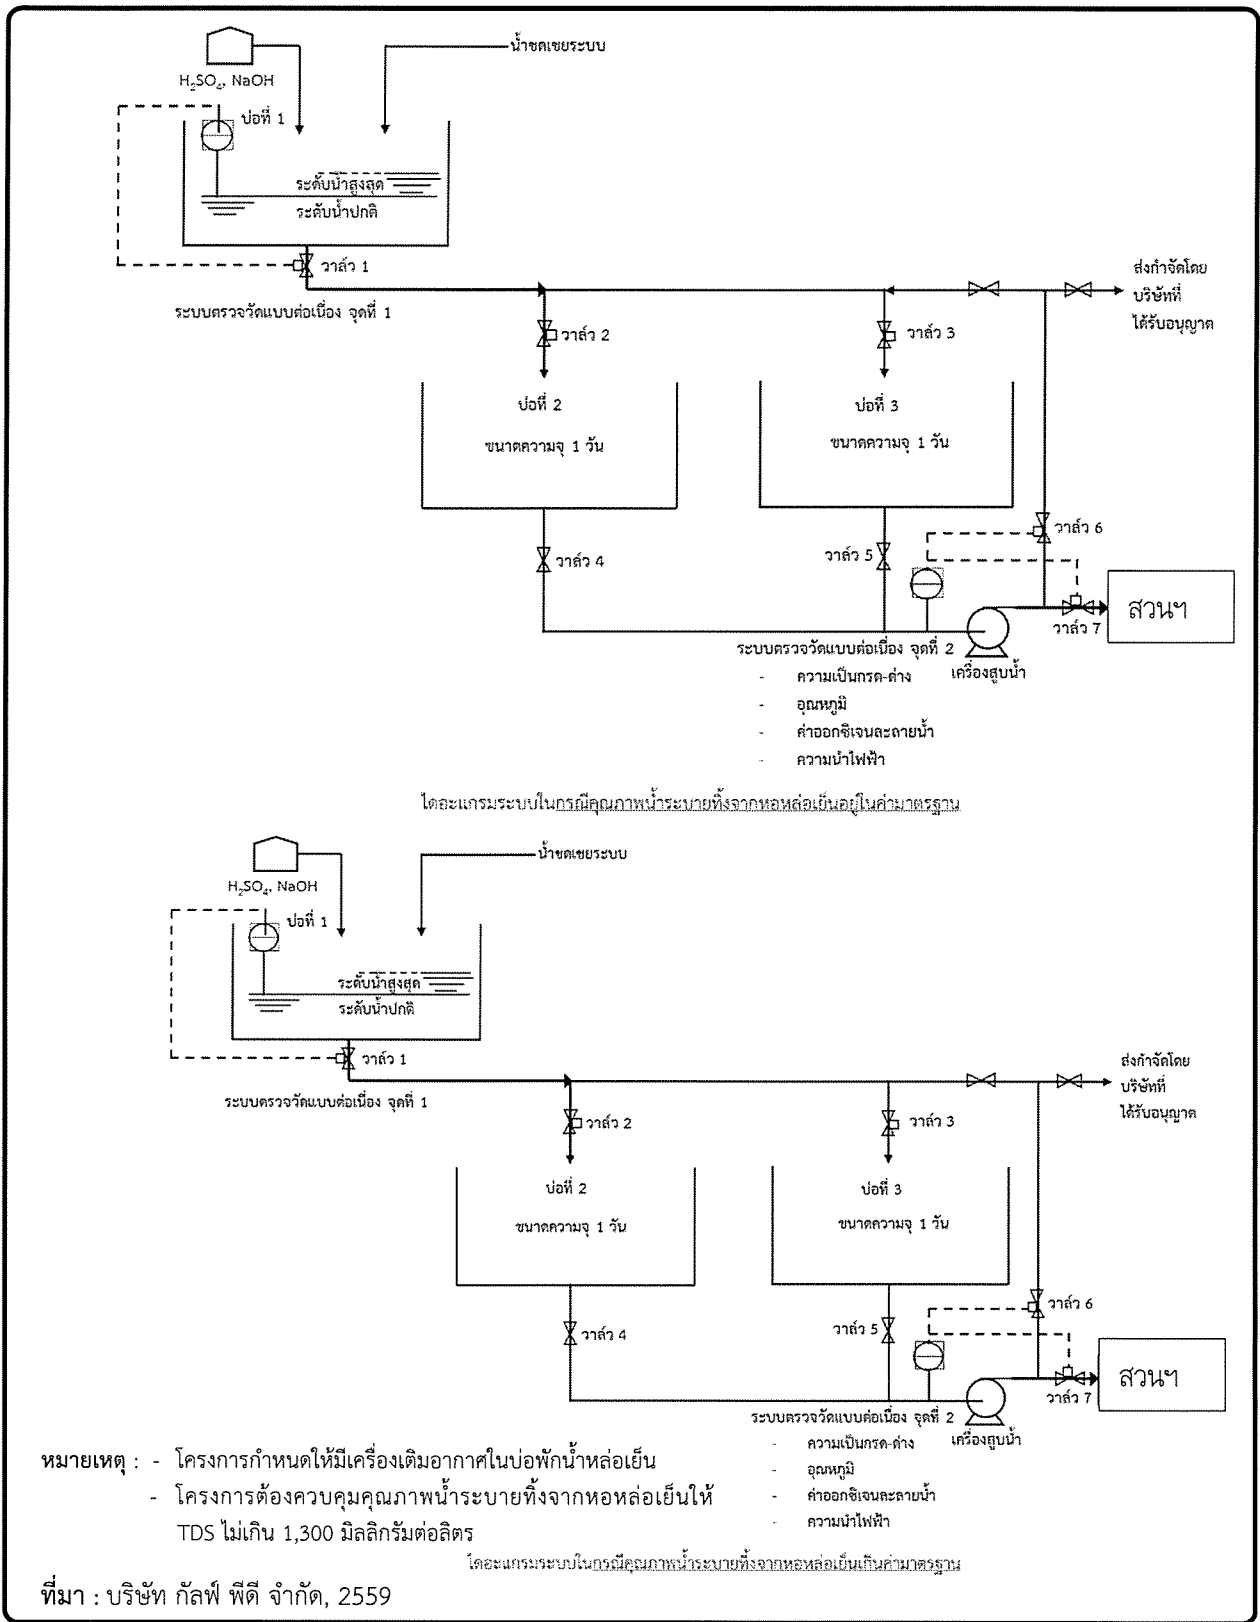 น้ำชดเชยระบบ
H₂SO₄, NaOH
บ่อที่ 1
ระดับน้ำสูงสุด
ระดับน้ำปกติ
วาล์ว 1
ระบบตรวจวัดแบบต่อเนื่อง จุดที่ 1
ส่งกำจัดโดย
บริษัทที่
ได้รับอนุญาต
วาล์ว 2
วาล์ว 3
บ่อที่ 2
ขนาดความจุ 1 วัน
บ่อที่ 3
ขนาดความจุ 1 วัน
วาล์ว 4
วาล์ว 5
วาล์ว 6
สวนฯ
วาล์ว 7
ระบบตรวจวัดแบบต่อเนื่อง จุดที่ 2
เครื่องสูบน้ำ
- ความเป็นกรด-ด่าง
- อุณหภูมิ
- ค่าออกซิเจนละลายน้ำ
- ความนำไฟฟ้า
ไดอะแกรมระบบในกรณีคุณภาพน้ำระบายทิ้งจากหอหล่อเย็นอยู่ในค่ามาตรฐาน
น้ำชดเชยระบบ
H₂SO₄, NaOH
บ่อที่ 1
ระดับน้ำสูงสุด
ระดับน้ำปกติ
วาล์ว 1
ระบบตรวจวัดแบบต่อเนื่อง จุดที่ 1
ส่งกำจัดโดย
บริษัทที่
ได้รับอนุญาต
วาล์ว 2
วาล์ว 3
บ่อที่ 2
ขนาดความจุ 1 วัน
บ่อที่ 3
ขนาดความจุ 1 วัน
วาล์ว 4
วาล์ว 5
วาล์ว 6
สวนฯ
วาล์ว 7
ระบบตรวจวัดแบบต่อเนื่อง จุดที่ 2
เครื่องสูบน้ำ
- ความเป็นกรด-ด่าง
- อุณหภูมิ
- ค่าออกซิเจนละลายน้ำ
- ความนำไฟฟ้า
หมายเหตุ : - โครงการกำหนดให้มีเครื่องเติมอากาศในบ่อพักน้ำหล่อเย็น
- โครงการต้องควบคุมคุณภาพน้ำระบายทิ้งจากหอหล่อเย็นให้
TDS ไม่เกิน 1,300 มิลลิกรัมต่อลิตร
ไดอะแกรมระบบในกรณีคุณภาพน้ำระบายทิ้งจากหอหล่อเย็นเกินค่ามาตรฐาน
ที่มา : บริษัท กัลฟ์ พีดี จำกัด, 2559